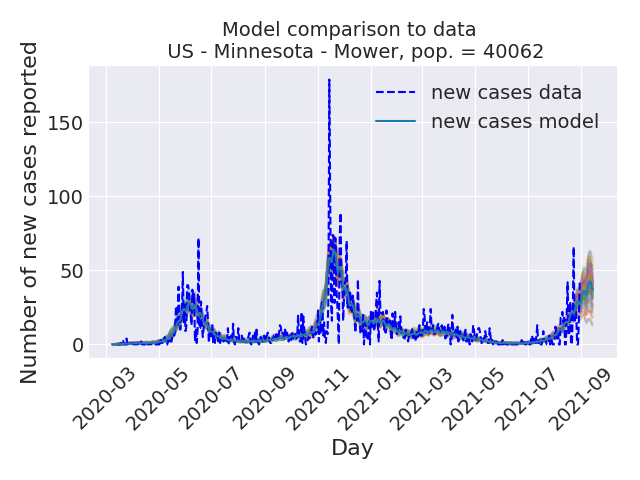 Model comparison to data
US - Minnesota - Mower, pop. = 40062
Number of new cases reported
150
100
50
0
new cases data
new cases model
2020-03
2020-05
2020-07
2020-09
2020-11
2021-01
2021-03
2021-05
2021-07
2021-09
Day